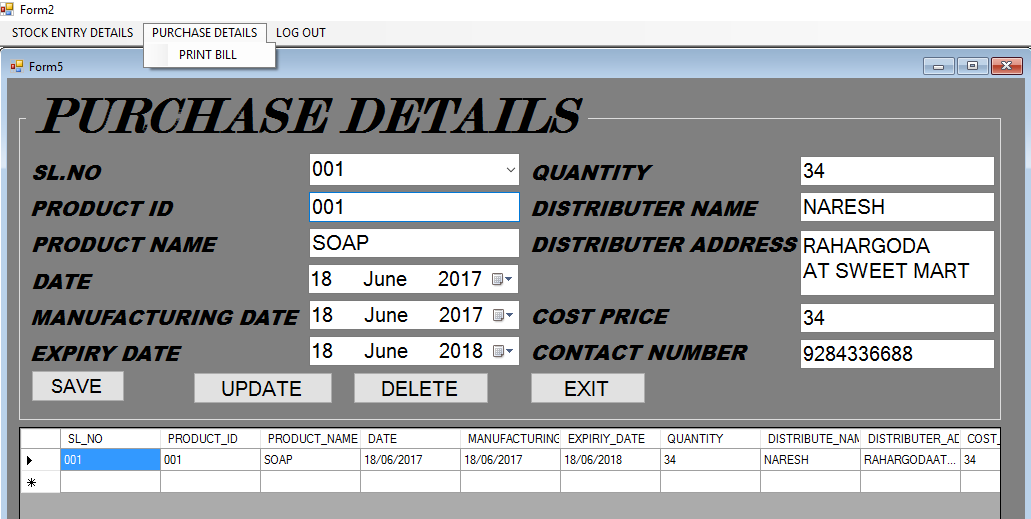 Form2
STOCK ENTRY DETAILS PURCHASE DETAILS LOG OUT
PRINT BILL
Form5
PURCHASE DETAILS
SL.NO 001 QUANTITY 34
PRODUCT ID 001 DISTRIBUTER NAME NARESH
PRODUCT NAME SOAP DISTRIBUTER ADDRESS RAHARGODA
AT SWEET MART
DATE 18 June 2017
MANUFACTURING DATE 18 June 2017 COST PRICE 34
EXPIRY DATE 18 June 2018 CONTACT NUMBER 9284336688
SAVE UPDATE DELETE EXIT
SL_NO PRODUCT_ID PRODUCT_NAME DATE MANUFACTURING EXPIRIY_DATE QUANTITY DISTRIBUTE_NAM DISTRIBUTER_AD COST_
001 001 SOAP 18/06/2017 18/06/2017 18/06/2018 34 NARESH RAHARGODAAT... 34